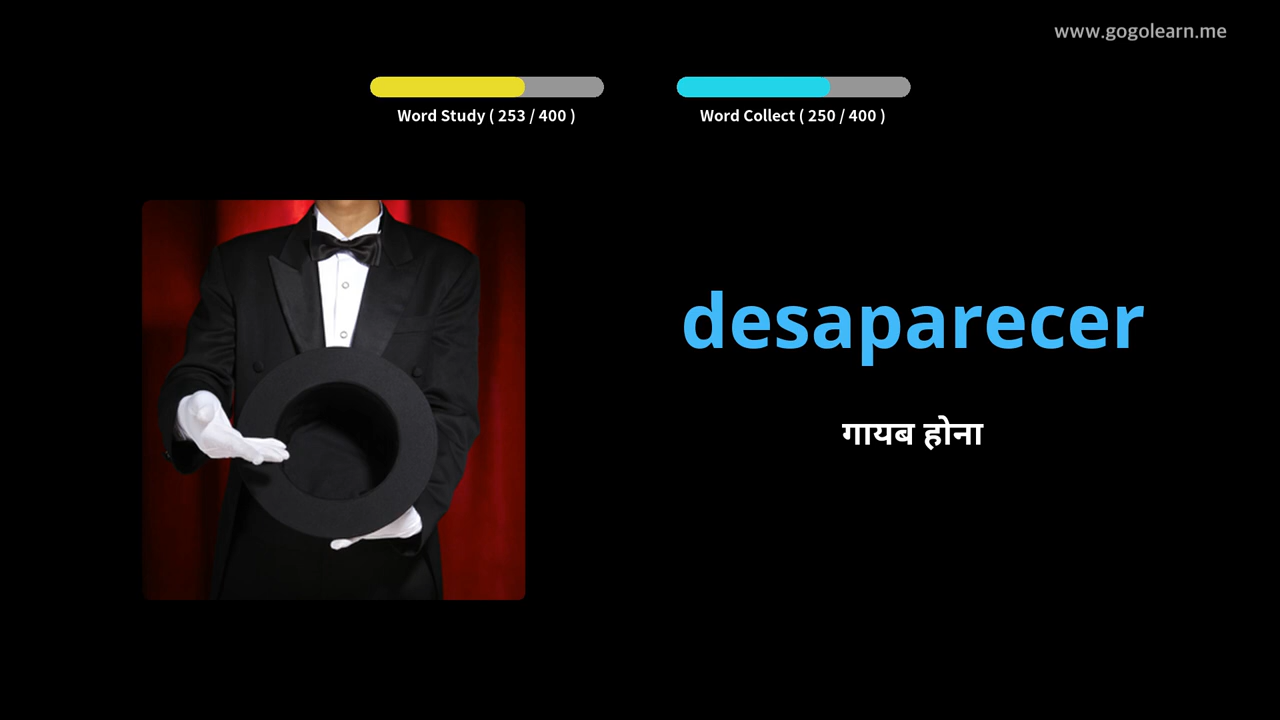 www.gogolearn.me
Word Study ( 253 / 400 )
Word Collect ( 250 / 400 )
desaparecer
गायब होना